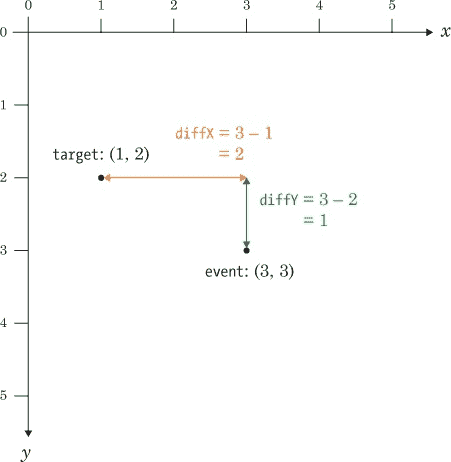 0 1 2 3 4 5 x
0
1
diffX = 3 − 1
= 2
target: (1, 2)
2
diffY = 3 − 2
= 1
3
event: (3, 3)
4
5
y